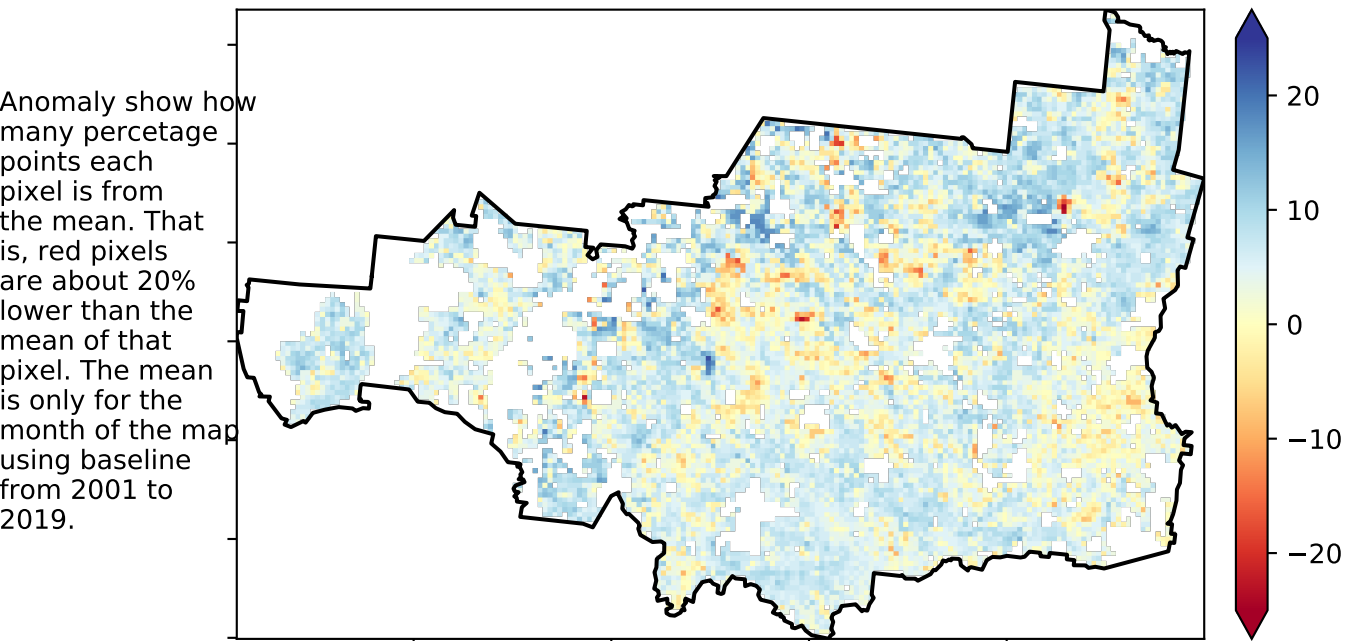 Anomaly show how
many percetage
points each
pixel is from
the mean. That
is, red pixels
are about 20%
lower than the
mean of that
pixel. The mean
is only for the
month of the map
using baseline
from 2001 to
2019.
20
10
0
−10
−20